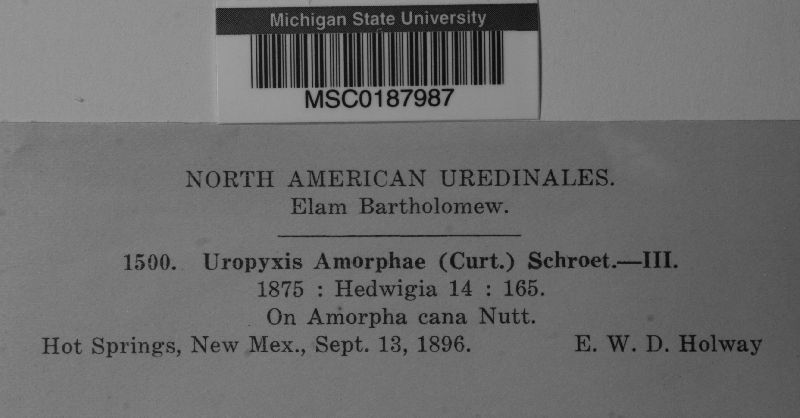 Michigan State University
MSC0187987
NORTH AMERICAN UREDINALES.
Elam Bartholomew.
1500. Uropyxis Amorphae (Curt.) Schroet.—III.
1875 : Hedwigia 14 : 165.
On Amorpha cana Nutt.
Hot Springs, New Mex., Sept. 13, 1896. E. W. D. Holway